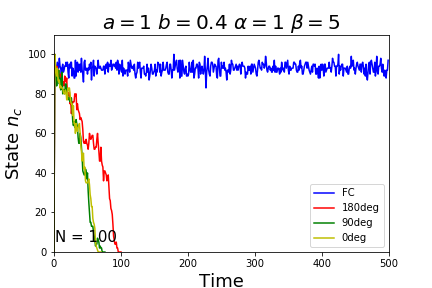 a = 1 b = 0.4 α = 1 β = 5
State n_c
100
80
60
40
20
0
N = 100
FC
180deg
90deg
0deg
0 100 200 300 400 500
Time